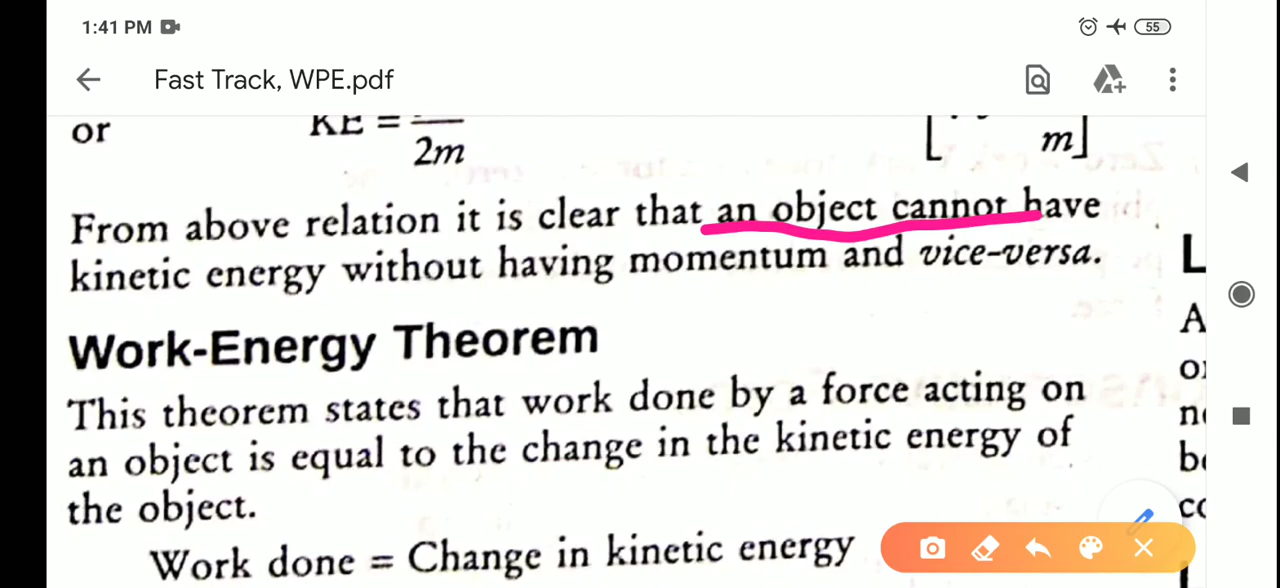 1:41 PM
55
Fast Track, WPE.pdf
or KE =
2m
m]
From above relation it is clear that an object cannot have
kinetic energy without having momentum and vice-versa.
Work-Energy Theorem
This theorem states that work done by a force acting on
an object is equal to the change in the kinetic energy of
the object.
Work done = Change in kinetic energy
L
A